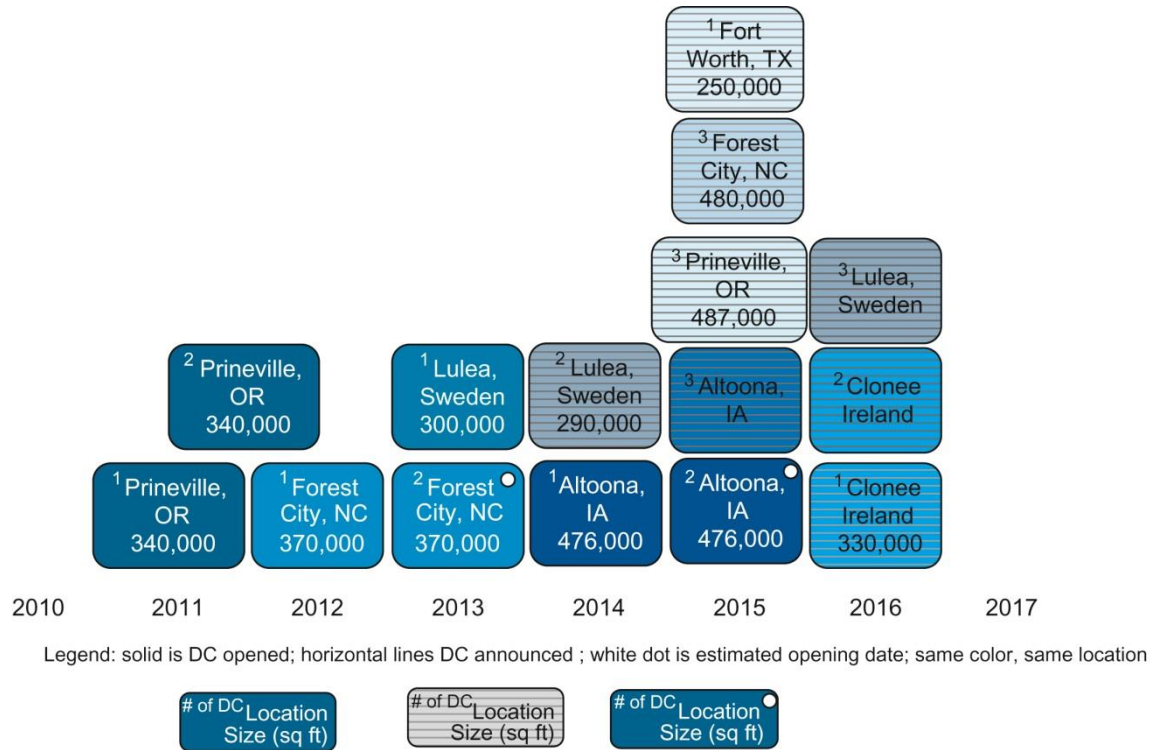 1 Fort
Worth, TX
250,000
3 Forest
City, NC
480,000
3 Prineville,
OR
487,000
3 Lulea,
Sweden
2 Prineville,
OR
340,000
1 Lulea,
Sweden
300,000
2 Lulea,
Sweden
290,000
3 Altoona,
IA
2 Clonee
Ireland
1 Prineville,
OR
340,000
1 Forest
City, NC
370,000
2 Forest
City, NC
370,000
1 Altoona,
IA
476,000
2 Altoona,
IA
476,000
1 Clonee
Ireland
330,000
2010 2011 2012 2013 2014 2015 2016 2017
Legend: solid is DC opened; horizontal lines DC announced ; white dot is estimated opening date; same color, same location
# of DC Location
Size (sq ft)
# of DC Location
Size (sq ft)
# of DC Location
Size (sq ft)